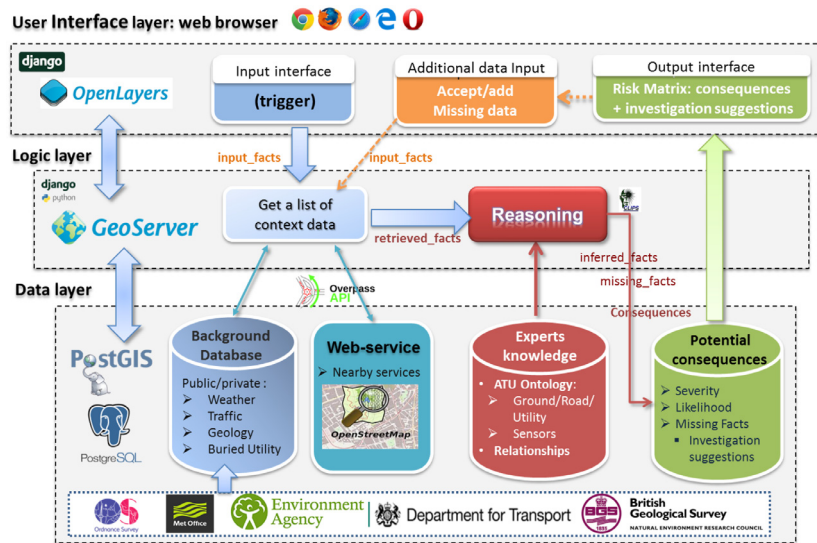 User Interface layer: web browser
django
OpenLayers
Input interface
(trigger)
Additional data Input
Accept/add
Missing data
Output interface
Risk Matrix: consequences
+ investigation suggestions
Logic layer
input_facts
input_facts
django
python
GeoServer
Get a list of
context data
retrieved_facts
Reasoning
CLIPS
inferred_facts
missing_facts
Consequences
Data layer
Overpass
API
PostGIS
PostgreSQL
Background
Database
Public/private :
➢ Weather
➢ Traffic
➢ Geology
➢ Buried Utility
Web-service
➢ Nearby services
OpenStreetMap
Experts
knowledge
• ATU Ontology:
➢ Ground/Road/
Utility
➢ Sensors
• Relationships
Potential
consequences
➢ Severity
➢ Likelihood
➢ Missing Facts
▪ Investigation
suggestions
Ordnance Survey
Met Office
Environment
Agency
Department for Transport
BGS
British
Geological Survey
NATURAL ENVIRONMENT RESEARCH COUNCIL